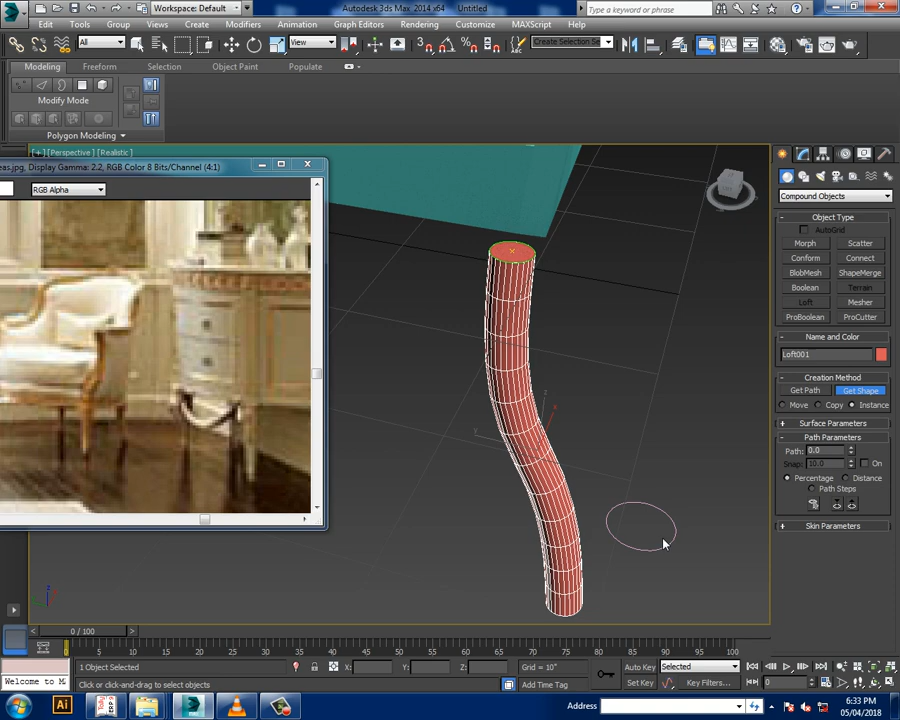 Workspace: Default
Autodesk 3ds Max 2014 x64
Untitled
Type a keyword or phrase
Edit Tools Group Views Create Modifiers Animation Graph Editors Rendering Customize MAXScript Help
All
View
Create Selection Se
Modeling Freeform Selection Object Paint Populate
Modify Mode
Polygon Modeling
[+] [Perspective] [Realistic]
eas.jpg, Display Gamma: 2.2, RGB Color 8 Bits/Channel (4:1)
RGB Alpha
Compound Objects
Object Type
AutoGrid
Morph Scatter
Conform Connect
BlobMesh ShapeMerge
Boolean Terrain
Loft Mesher
ProBoolean ProCutter
Name and Color
Loft001
Creation Method
Get Path Get Shape
Move Copy Instance
Surface Parameters
Path Parameters
Path: 0.0
Snap: 10.0 On
Percentage Distance
Path Steps
Skin Parameters
0 / 100
0 5 10 15 20 25 30 35 40 45 50 55 60 65 70 75 80 85 90 95 100
1 Object Selected
X: Y: Z:
Grid = 10"
Auto Key
Selected
Welcome to M
Click or click-and-drag to select objects
Add Time Tag
Set Key
Key Filters...
0
Ai
Address
6:33 PM
05/04/2018